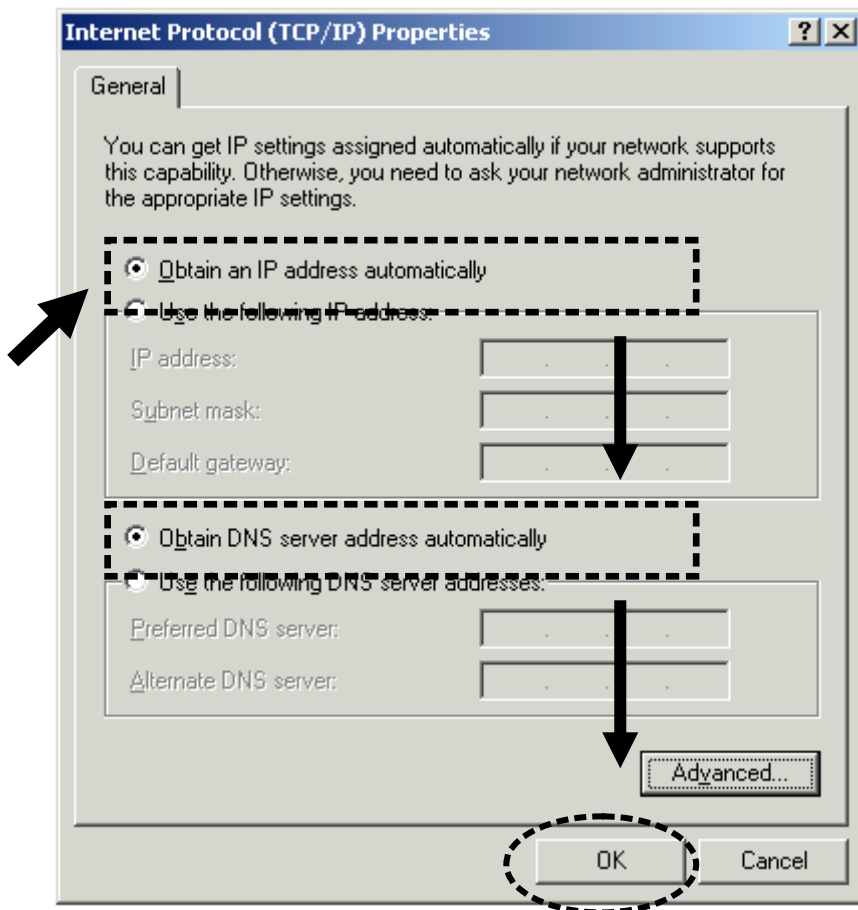 Internet Protocol (TCP/IP) Properties
?
General
You can get IP settings assigned automatically if your network supports
this capability. Otherwise, you need to ask your network administrator for
the appropriate IP settings.
Obtain an IP address automatically
Use the following IP address:
IP address:
Subnet mask:
Default gateway:
Obtain DNS server address automatically
Use the following DNS server addresses:
Preferred DNS server:
Alternate DNS server:
Advanced...
OK Cancel